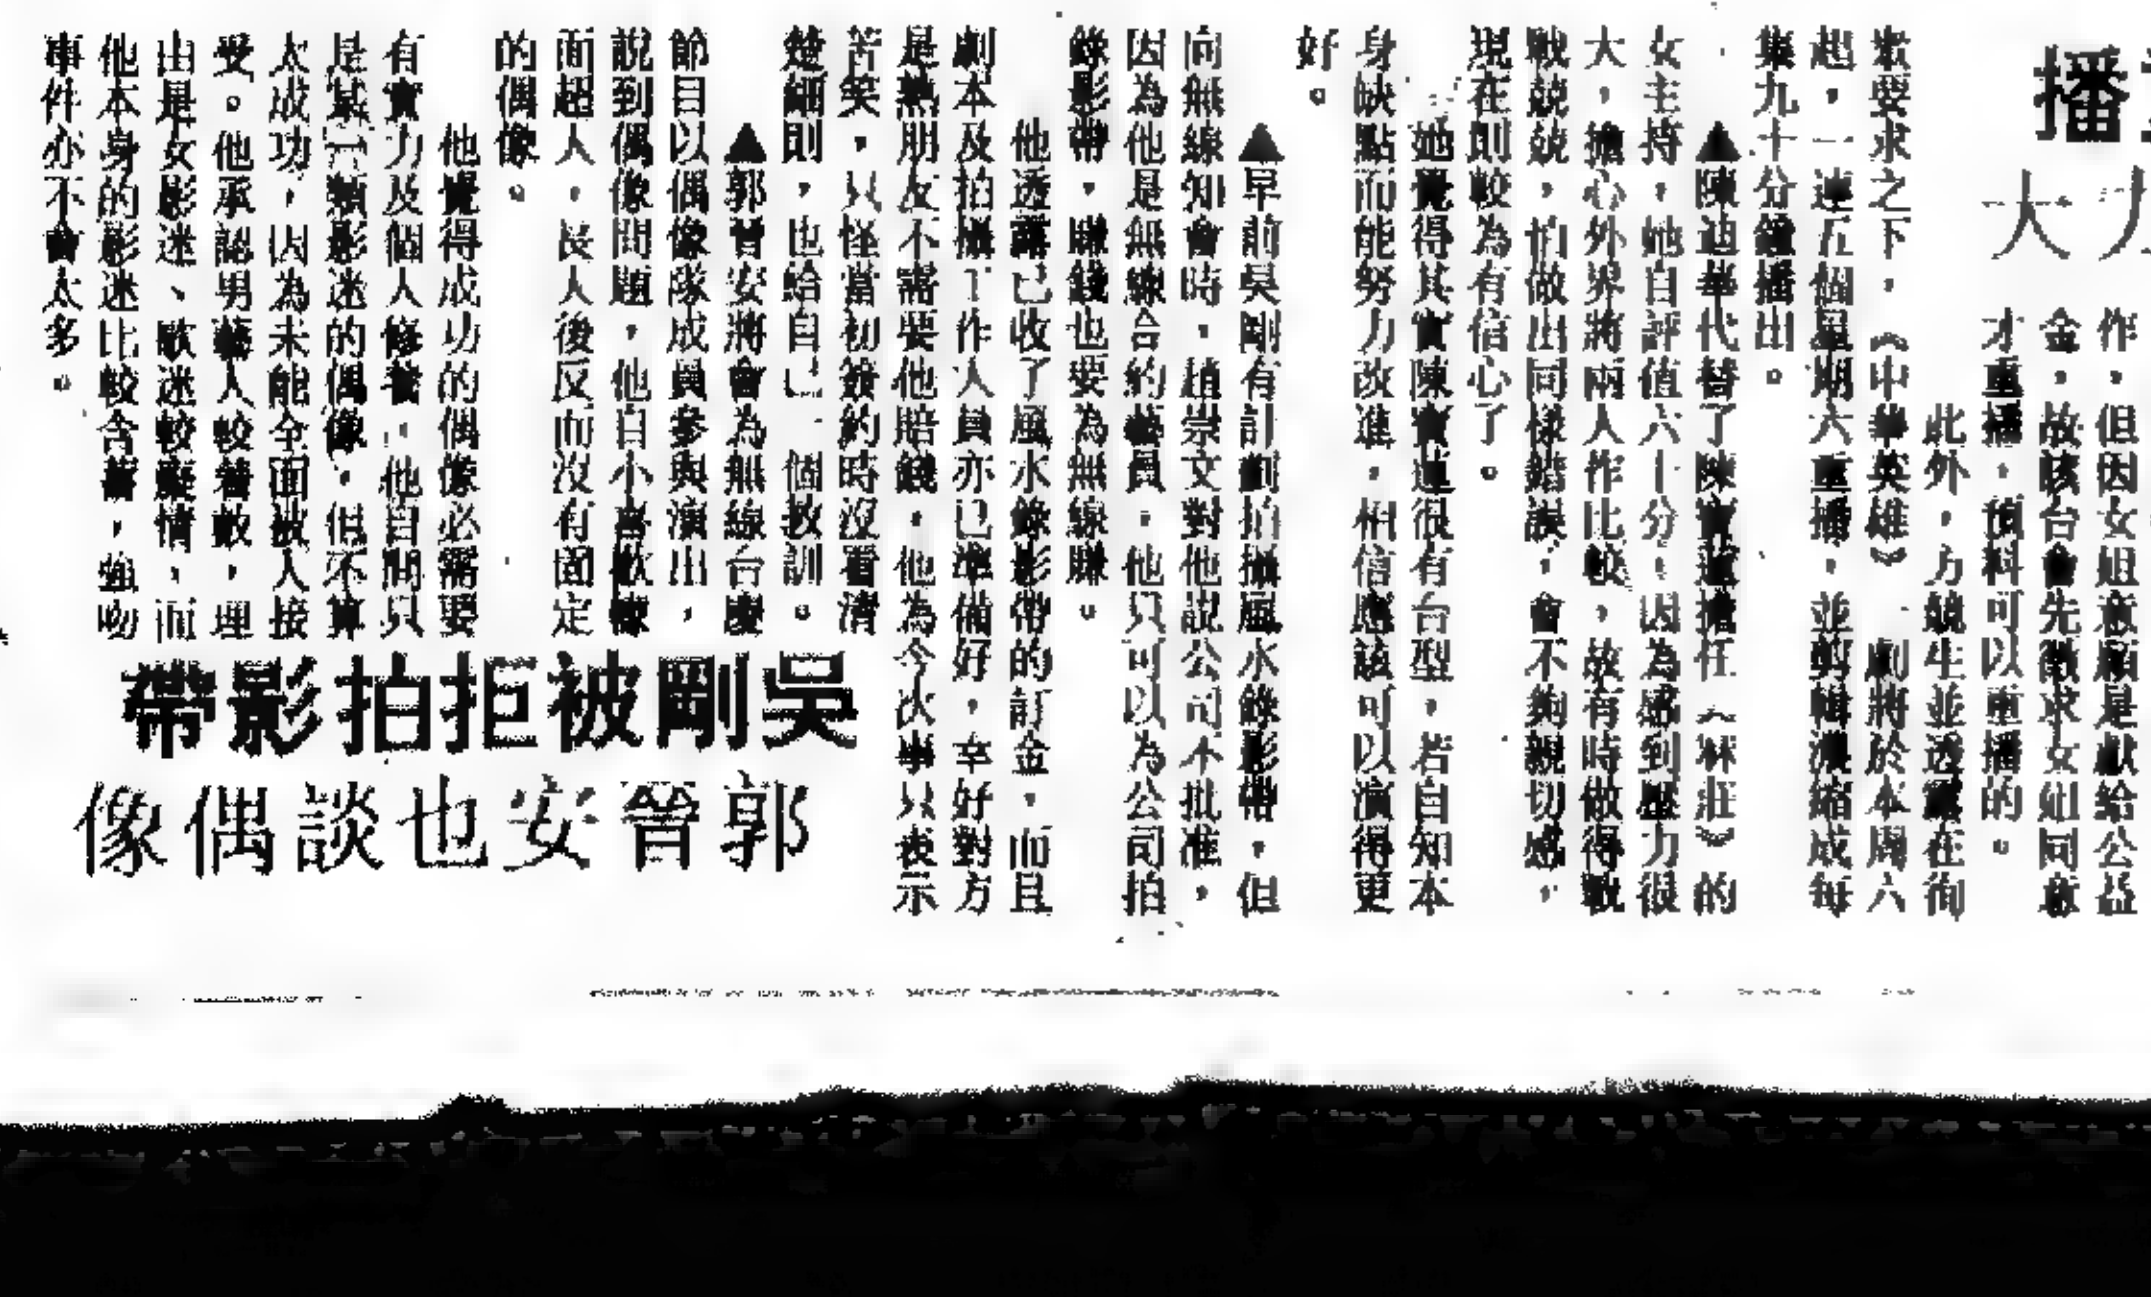 播
大
作，但因女姐意願是獻給公益
金，故該台會先徵求女姐同意
才重播，預料可以重播的。
此外，方競生並透露在徇
眾要求之下，《中華英雄》一劇將於本周六
起，一連五個星期六重播，並剪輯濃縮成每
集九十分鐘播出。
▲陳迪華代替了陳寶蓮擔任《冧莊》的
女主持，她自評值六十分，因為感到壓力很
大，擔心外界將兩人作比較，故有時做得戰
戰兢兢，怕做出同樣錯誤，會不夠親切感，
現在則較為有信心了。
她覺得其實陳寶蓮很有台型，若自知本
身缺點而能努力改進，相信應該可以演得更
好。
▲早前吳剛有計劃拍攝風水錄影帶，但
向無線知會時，趙崇文對他說公司不批准，
因為他是無線合約藝員，他只可以為公司拍
錄影帶，賺錢也要為無線賺。
他透露已收了風水錄影帶的訂金，而且
劇本及拍攝工作人員亦已準備好，幸好對方
是熟朋友不需要他賠錢，他為今次事只表示
苦笑，只怪當初簽約時沒看清
楚細則，也給自己一個教訓。
吳剛被拒拍影帶
郭晉安也談偶像
▲郭晉安將會為無線台慶
節目以偶像隊成員參與演出，
說到偶像問題，他自小喜歡幪
面超人，長人後反而沒有固定
的偶像。
他覺得成功的偶像必需要
有實力及個人修養，他自問只
是某類影迷的偶像，但不算
太成功，因為未能全面被人接
受。他承認男藝人較着數，理
由是女影迷、歌迷較癡情，而
他本身的影迷比較含蓄，強吻
事件亦不會太多。